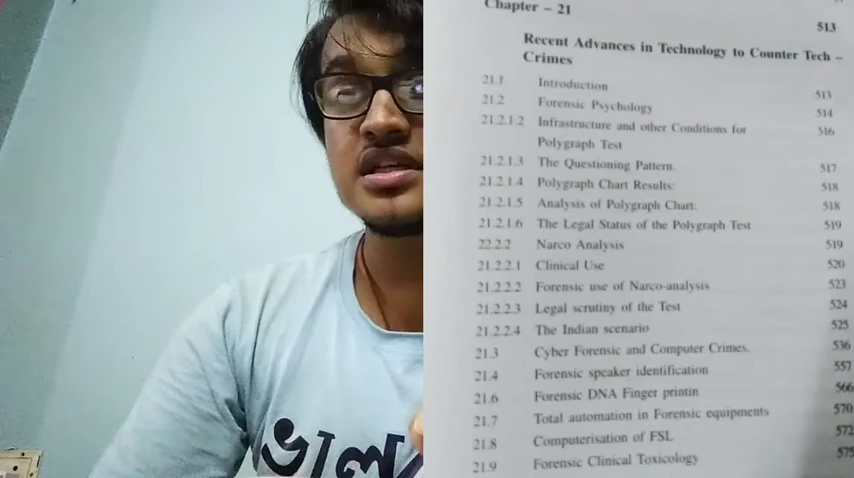 ভাল
Chapter – 21
513
Recent Advances in Technology to Counter Tech –
Crimes
21.1 Introduction 513
21.2 Forensic Psychology 514
21.2.1.2 Infrastructure and other Conditions for 516
Polygraph Test
21.2.1.3 The Questioning Pattern. 517
21.2.1.4 Polygraph Chart Results: 518
21.2.1.5 Analysis of Polygraph Chart. 518
21.2.1.6 The Legal Status of the Polygraph Test 519
22.2.2 Narco Analysis 519
21.2.2.1 Clinical Use 520
21.2.2.2 Forensic use of Narco-analysis 523
21.2.2.3 Legal scrutiny of the Test 524
21.2.2.4 The Indian scenario 525
21.3 Cyber Forensic and Computer Crimes. 536
21.4 Forensic speaker identification 557
21.6 Forensic DNA Finger printin 566
21.7 Total automation in Forensic equipments 570
21.8 Computerisation of FSL 572
21.9 Forensic Clinical Toxicology 575